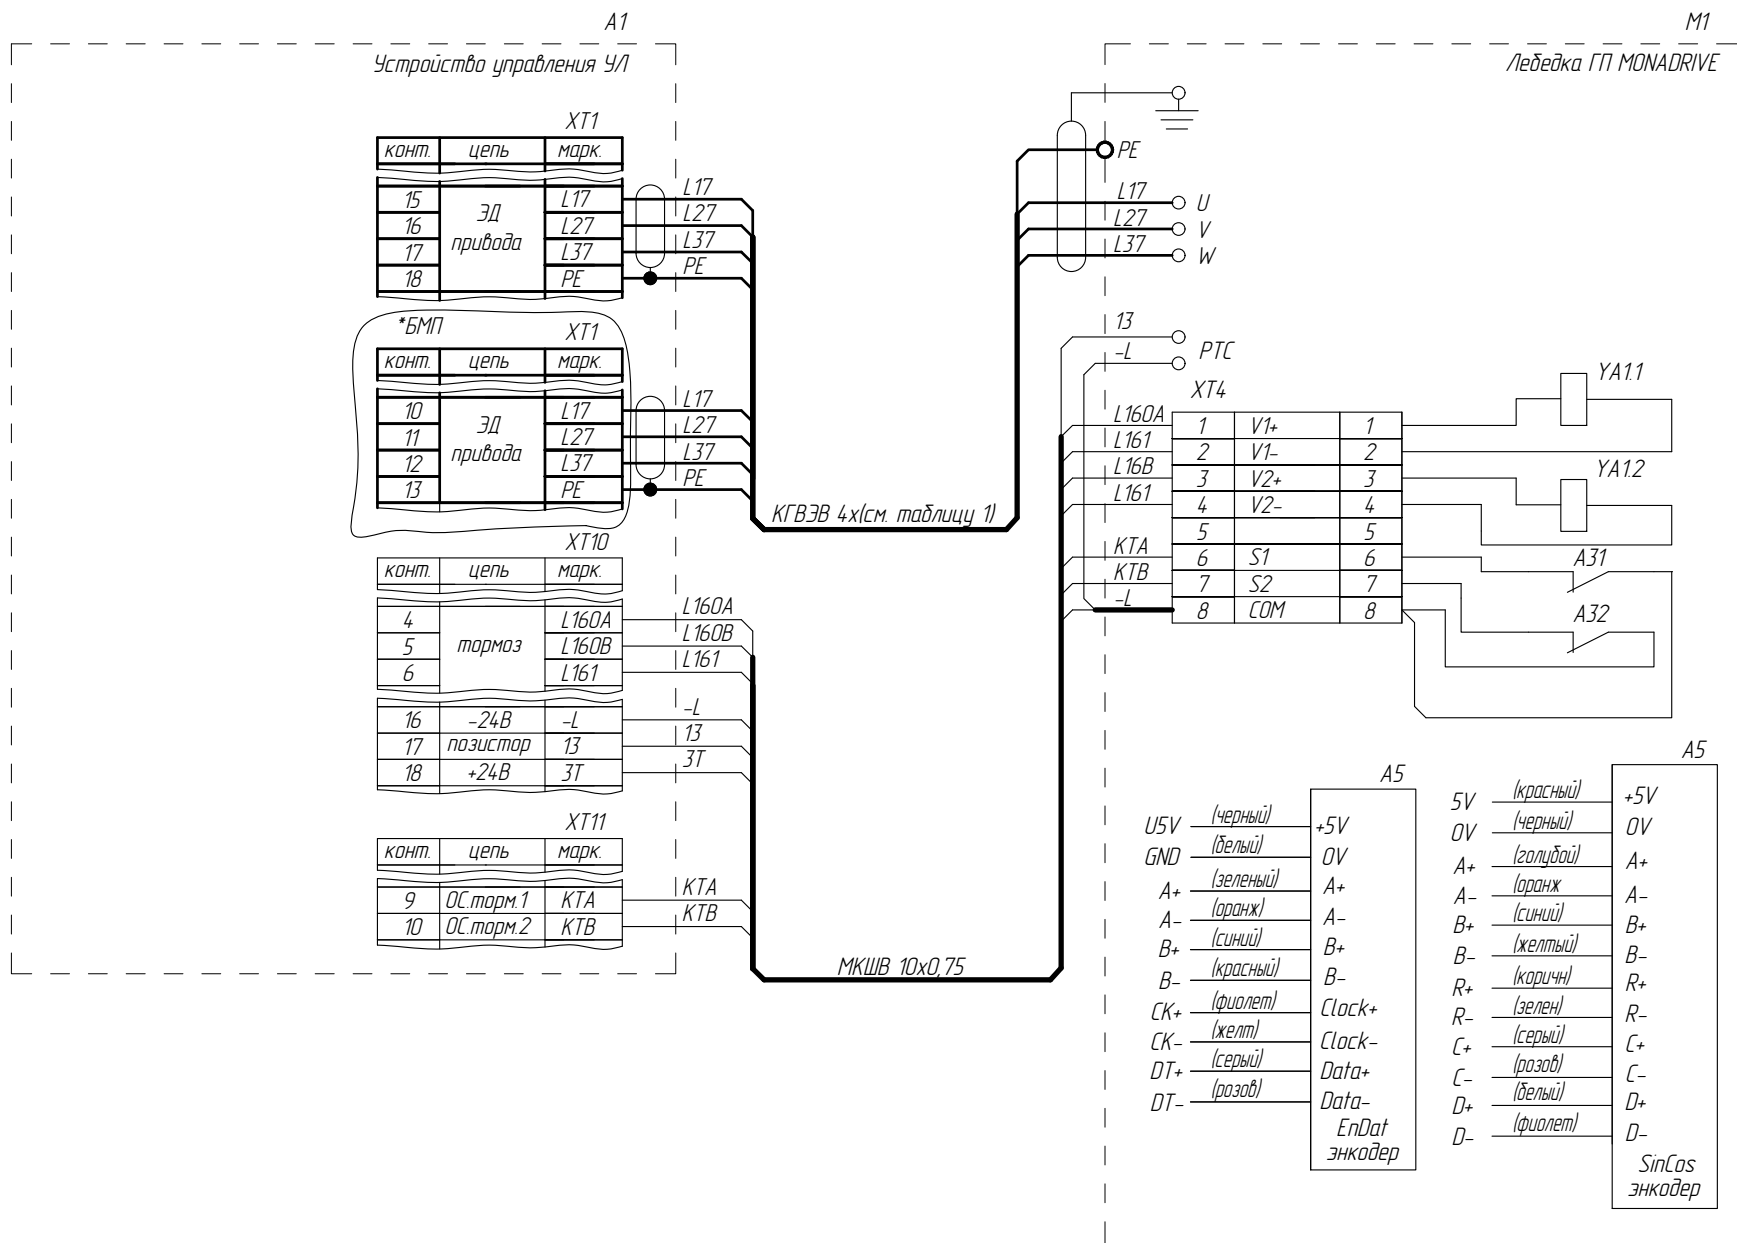 A1
Устройство управления УЛ
XT1
конт. цепь марк.
15 ЭД привода L17 L17
16 L27 L27
17 L37 L37
18 PE PE
*БМП
XT1
конт. цепь марк.
10 ЭД привода L17 L17
11 L27 L27
12 L37 L37
13 PE PE
КГВЭВ 4х(см. таблицу 1)
XT10
конт. цепь марк.
4 тормоз L160A L160A
5 L160B L160B
6 L161 L161
16 -24В -L -L
17 позистор 13 13
18 +24В 3Т 3Т
XT11
конт. цепь марк.
9 ОС.торм.1 КТА КТА
10 ОС.торм.2 КТВ КТВ
МКШВ 10х0,75
M1
Лебедка ГП MONADRIVE
PE
L17 U
L27 V
L37 W
13
-L
PTC
XT4
L160A 1 V1+ 1
L161 2 V1- 2
L16B 3 V2+ 3
L161 4 V2- 4
5 5
КТА 6 S1 6
КТВ 7 S2 7
-L 8 COM 8
YA1.1
YA1.2
A31
A32
A5
U5V (черный) +5V
GND (белый) 0V
A+ (зеленый) A+
A- (оранж) A-
B+ (синий) B+
B- (красный) B-
CK+ (фиолет) Clock+
CK- (желт) Clock-
DT+ (серый) Data+
DT- (розов) Data-
EnDat
энкодер
A5
5V (красный) +5V
0V (черный) 0V
A+ (голубой) A+
A- (оранж A-
B+ (синий) B+
B- (желтый) B-
R+ (коричн) R+
R- (зелен) R-
C+ (серый) C+
C- (розов) C-
D+ (белый) D+
D- (фиолет) D-
SinCos
энкодер